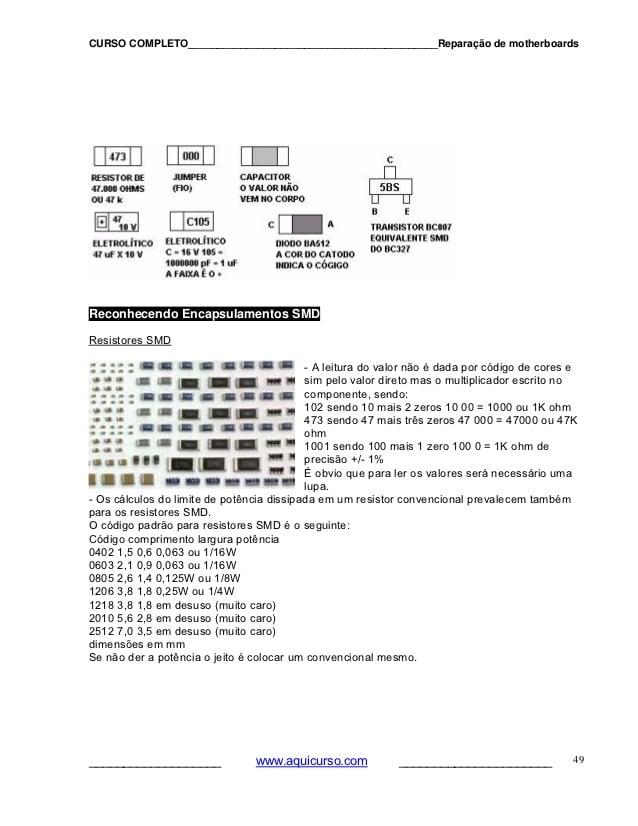 CURSO COMPLETO__________________________________________Reparação de motherboards
473
000
C
5BS
B E
RESISTOR DE
47.000 OHMS
OU 47 k
JUMPER
(FIO)
CAPACITOR
O VALOR NÃO
VEM NO CORPO
TRANSISTOR BC807
EQUIVALENTE SMD
DO BC327
+ 47
10 V
C105
C A
ELETROLÍTICO
47 uF X 10 V
ELETROLÍTICO
C = 16 V 105 =
1000000 pF = 1 uF
A FAIXA É O +
DIODO BA512
A COR DO CATODO
INDICA O CÓGIGO
Reconhecendo Encapsulamentos SMD
Resistores SMD
- A leitura do valor não é dada por código de cores e
sim pelo valor direto mas o multiplicador escrito no
componente, sendo:
102 sendo 10 mais 2 zeros 10 00 = 1000 ou 1K ohm
473 sendo 47 mais três zeros 47 000 = 47000 ou 47K
ohm
1001 sendo 100 mais 1 zero 100 0 = 1K ohm de
precisão +/- 1%
É obvio que para ler os valores será necessário uma
lupa.
- Os cálculos do limite de potência dissipada em um resistor convencional prevalecem também
para os resistores SMD.
O código padrão para resistores SMD é o seguinte:
Código comprimento largura potência
0402 1,5 0,6 0,063 ou 1/16W
0603 2,1 0,9 0,063 ou 1/16W
0805 2,6 1,4 0,125W ou 1/8W
1206 3,8 1,8 0,25W ou 1/4W
1218 3,8 1,8 em desuso (muito caro)
2010 5,6 2,8 em desuso (muito caro)
2512 7,0 3,5 em desuso (muito caro)
dimensões em mm
Se não der a potência o jeito é colocar um convencional mesmo.
___________________ www.aquicurso.com ______________________ 49